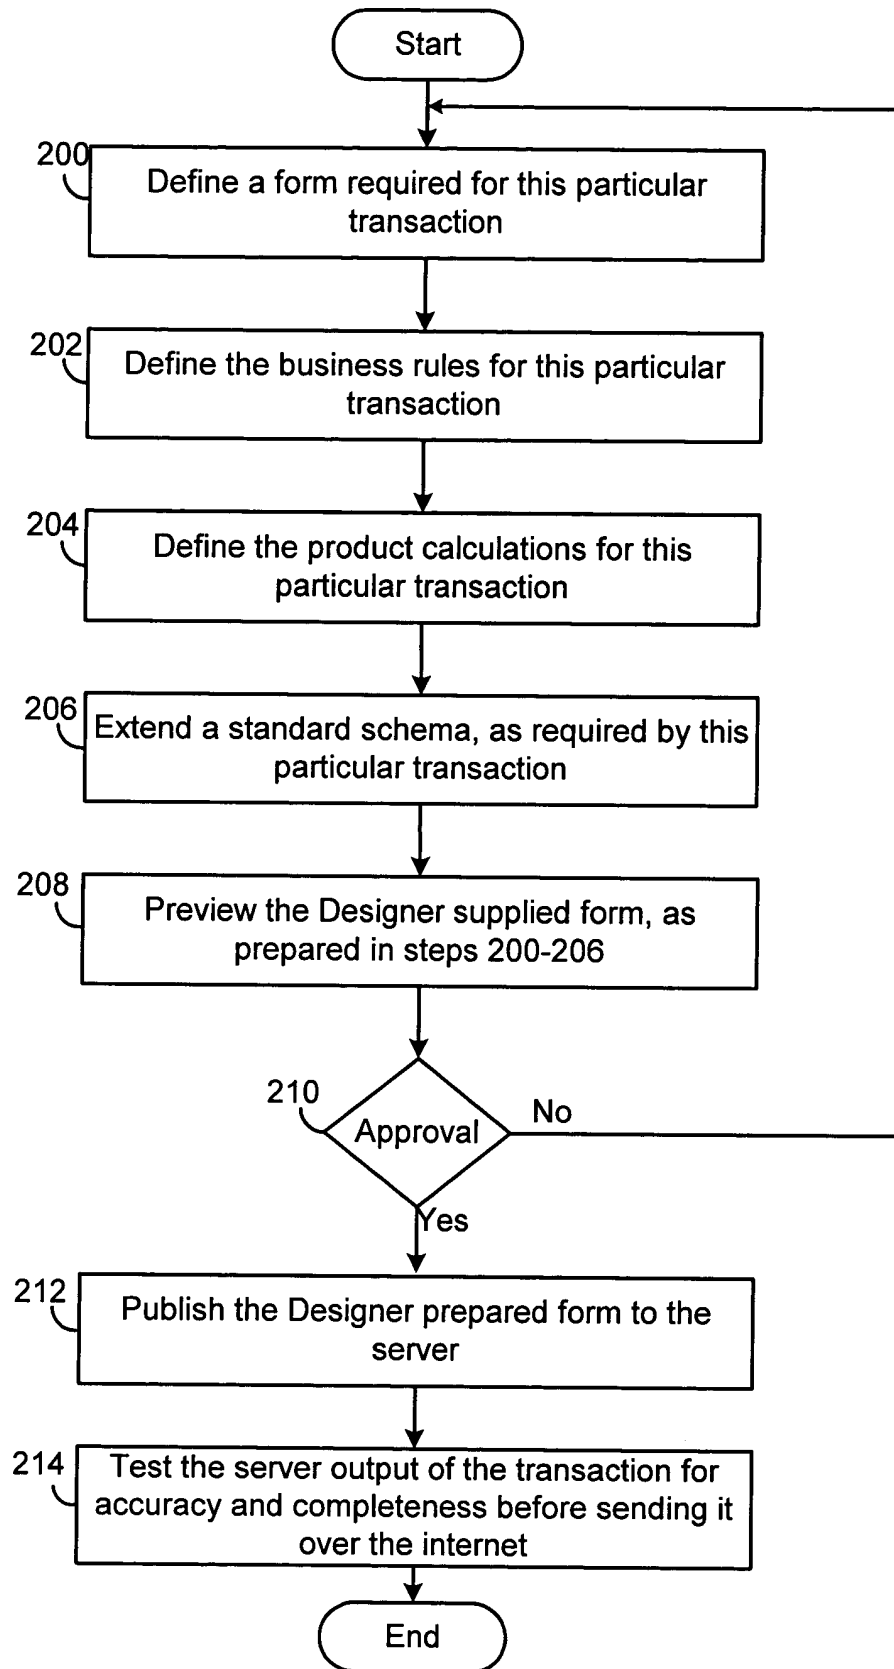 Start
200
Define a form required for this particular
transaction
202
Define the business rules for this particular
transaction
204
Define the product calculations for this
particular transaction
206
Extend a standard schema, as required by this
particular transaction
208
Preview the Designer supplied form, as
prepared in steps 200-206
210
Approval
No
Yes
212
Publish the Designer prepared form to the
server
214
Test the server output of the transaction for
accuracy and completeness before sending it
over the internet
End